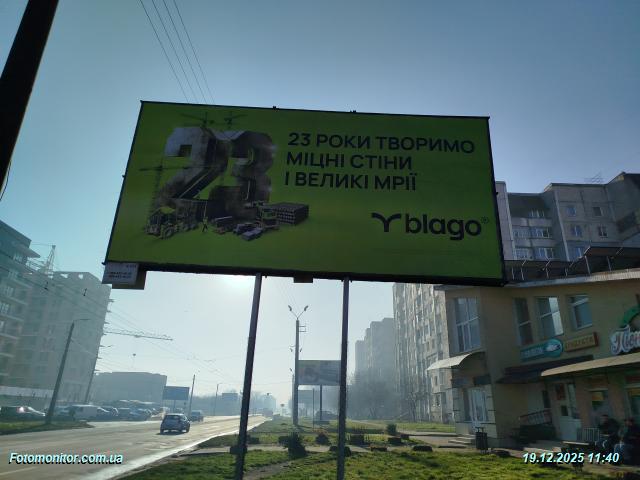 23
23 РОКИ ТВОРИМО
МІЦНІ СТІНИ
І ВЕЛИКІ МРІЇ
blago®
Fotomonitor.com.ua
19.12.2025 11:40